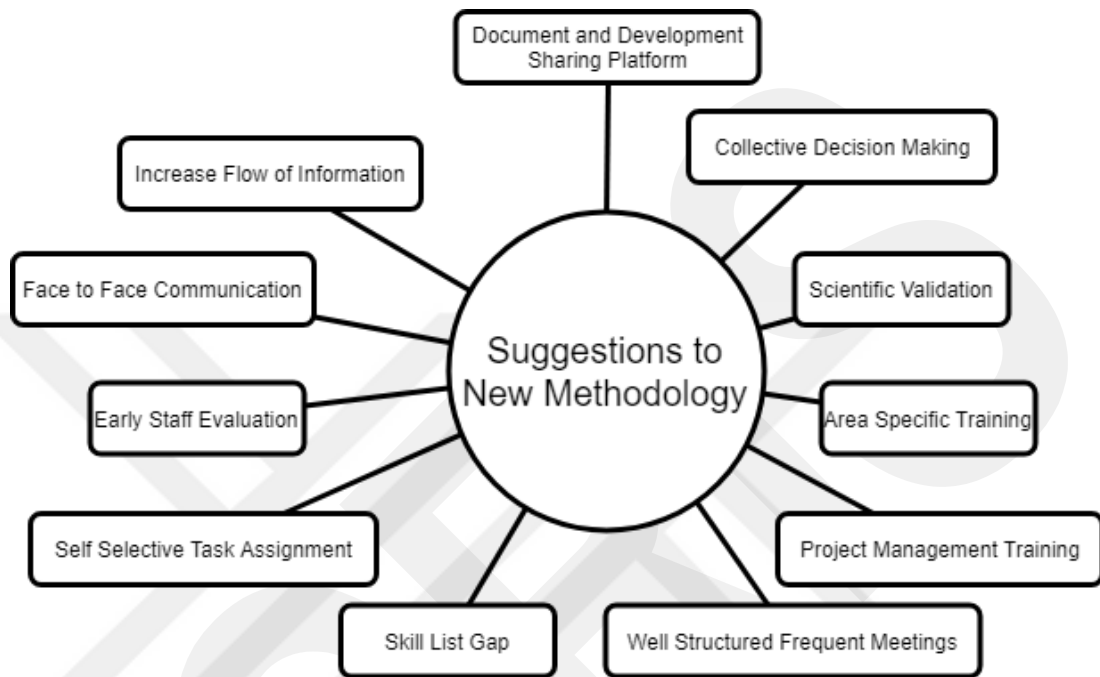 Document and Development
Sharing Platform
Collective Decision Making
Increase Flow of Information
Face to Face Communication
Scientific Validation
Suggestions to
New Methodology
Early Staff Evaluation
Area Specific Training
Self Selective Task Assignment
Project Management Training
Skill List Gap
Well Structured Frequent Meetings